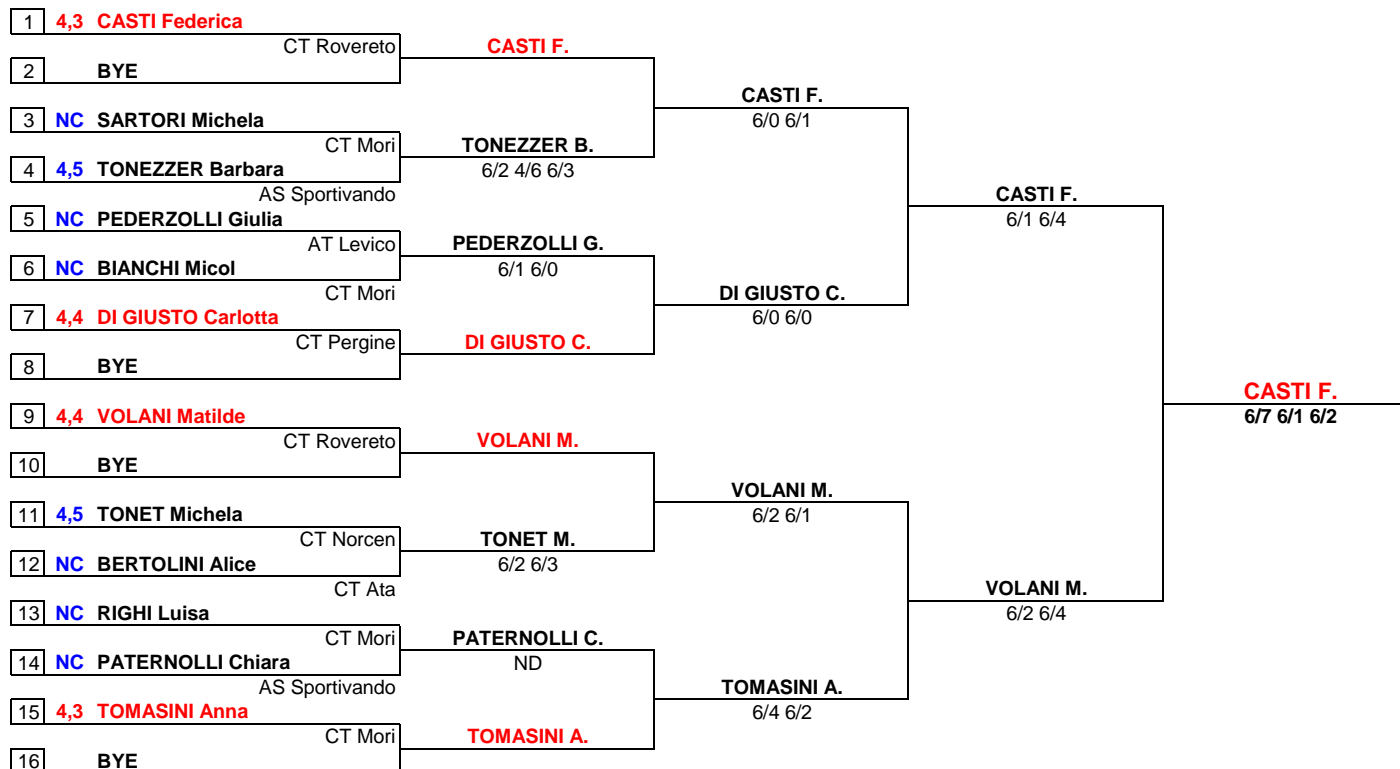 1 4,3 CASTI Federica
CT Rovereto
2 BYE
3 NC SARTORI Michela
CT Mori
4 4,5 TONEZZER Barbara
AS Sportivando
5 NC PEDERZOLLI Giulia
AT Levico
6 NC BIANCHI Micol
CT Mori
7 4,4 DI GIUSTO Carlotta
CT Pergine
8 BYE
9 4,4 VOLANI Matilde
CT Rovereto
10 BYE
11 4,5 TONET Michela
CT Norcen
12 NC BERTOLINI Alice
CT Ata
13 NC RIGHI Luisa
CT Mori
14 NC PATERNOLLI Chiara
AS Sportivando
15 4,3 TOMASINI Anna
CT Mori
16 BYE
CASTI F.
TONEZZER B.
6/2 4/6 6/3
PEDERZOLLI G.
6/1 6/0
DI GIUSTO C.
VOLANI M.
TONET M.
6/2 6/3
PATERNOLLI C.
ND
TOMASINI A.
CASTI F.
6/0 6/1
DI GIUSTO C.
6/0 6/0
VOLANI M.
6/2 6/1
TOMASINI A.
6/4 6/2
CASTI F.
6/1 6/4
VOLANI M.
6/2 6/4
CASTI F.
6/7 6/1 6/2